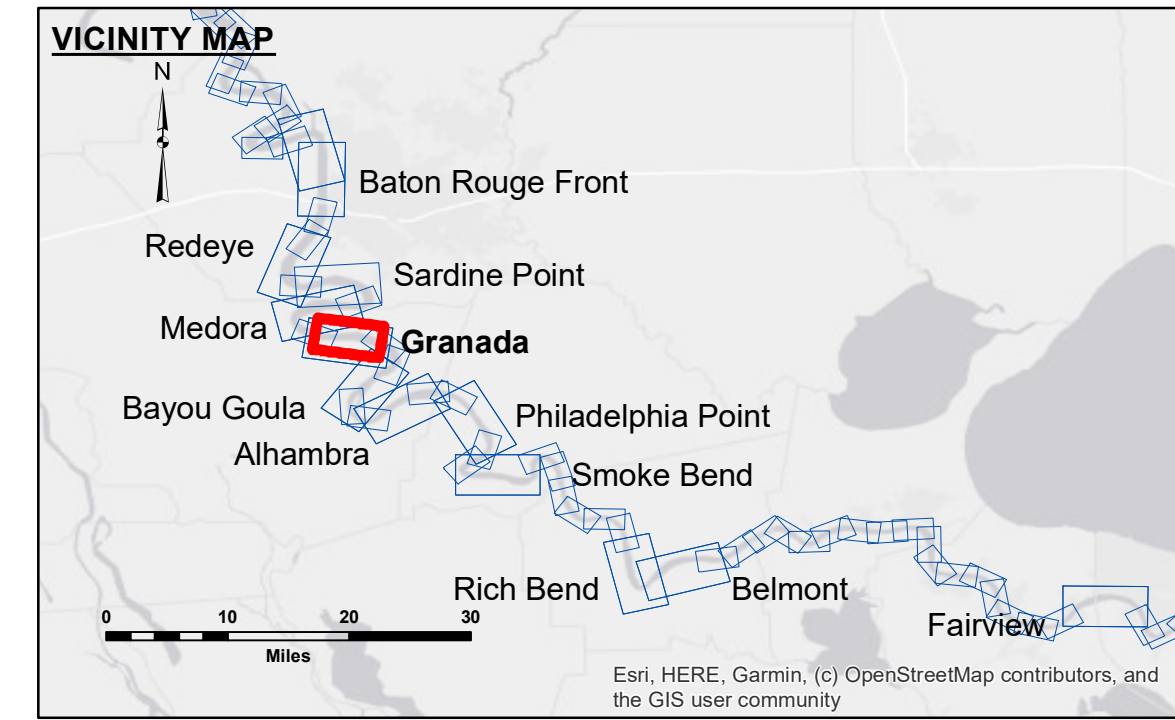 VICINITY MAP
N
Baton Rouge Front
Redeye
Sardine Point
Medora
Granada
Bayou Goula
Philadelphia Point
Alhambra
Smoke Bend
Rich Bend
Belmont
Fairview
0 10 20 30
Miles
Esri, HERE, Garmin, (c) OpenStreetMap contributors, and
the GIS user community